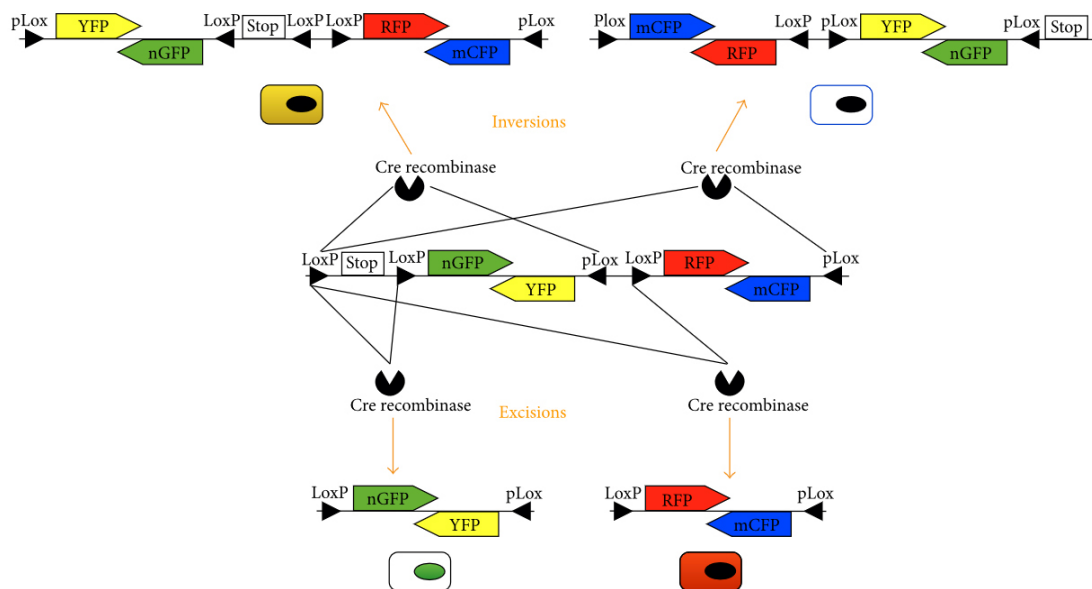 pLox YFP nGFP LoxP Stop LoxP LoxP RFP mCFP pLox
Plox mCFP RFP LoxP pLox YFP nGFP pLox Stop
Inversions
Cre recombinase
Cre recombinase
LoxP Stop LoxP nGFP YFP pLox LoxP RFP mCFP pLox
Cre recombinase
Excisions
Cre recombinase
LoxP nGFP YFP pLox
LoxP RFP mCFP pLox